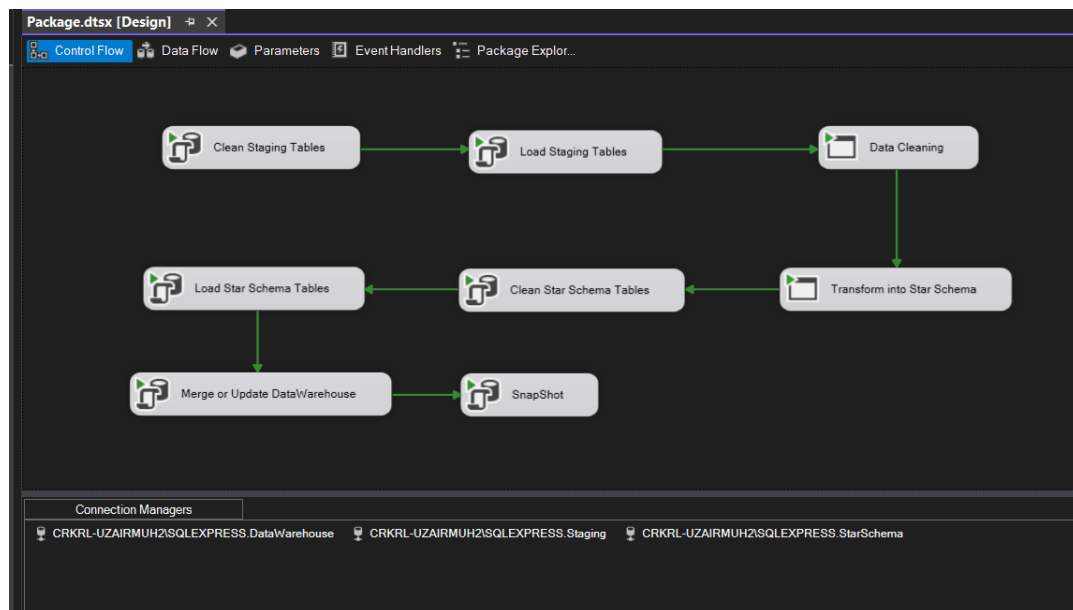 Package.dtsx [Design]
Control Flow Data Flow Parameters Event Handlers Package Explor...
Clean Staging Tables
Load Staging Tables
Data Cleaning
Load Star Schema Tables
Clean Star Schema Tables
Transform into Star Schema
Merge or Update DataWarehouse
SnapShot
Connection Managers
CRKRL-UZAIRMUH2\SQLEXPRESS.DataWarehouse CRKRL-UZAIRMUH2\SQLEXPRESS.Staging CRKRL-UZAIRMUH2\SQLEXPRESS.StarSchema